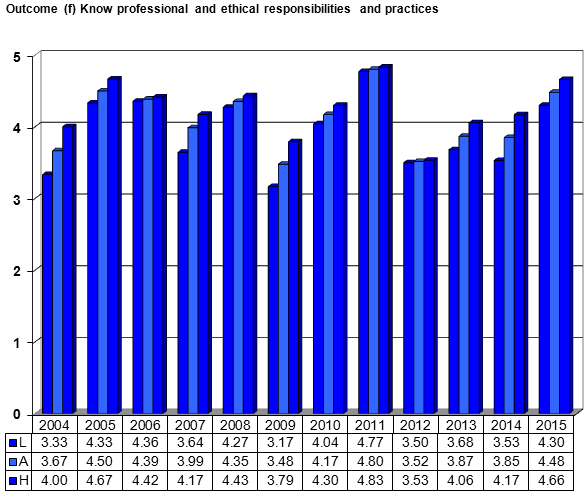 Outcome (f) Know professional and ethical responsibilities and practices
5
4
3
2
1
0
2004 2005 2006 2007 2008 2009 2010 2011 2012 2013 2014 2015
L 3.33 4.33 4.36 3.64 4.27 3.17 4.04 4.77 3.50 3.68 3.53 4.30
A 3.67 4.50 4.39 3.99 4.35 3.48 4.17 4.80 3.52 3.87 3.85 4.48
H 4.00 4.67 4.42 4.17 4.43 3.79 4.30 4.83 3.53 4.06 4.17 4.66